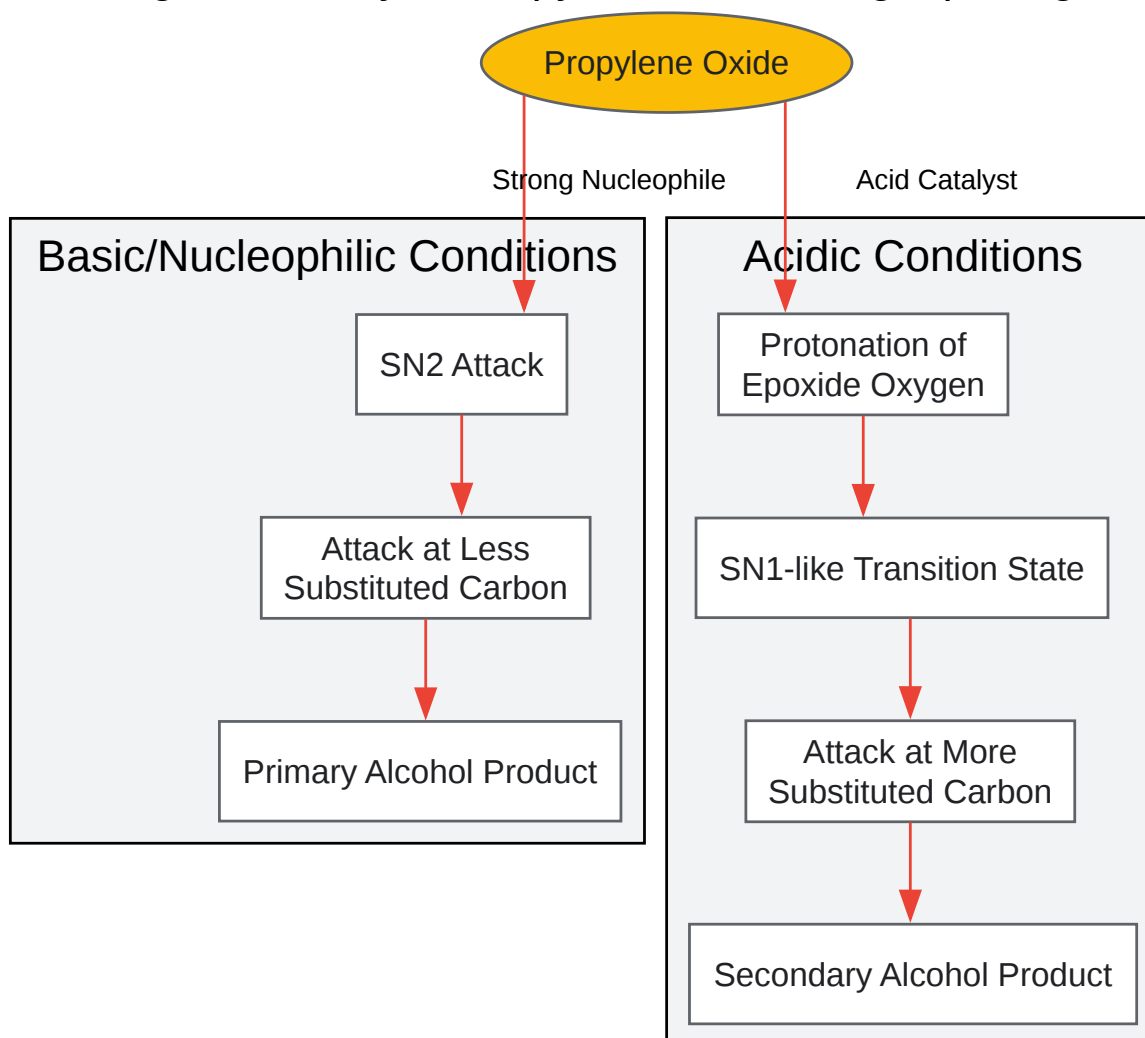 Propylene Oxide
Strong Nucleophile
Acid Catalyst
Basic/Nucleophilic Conditions
SN2 Attack
Attack at Less
Substituted Carbon
Primary Alcohol Product
Acidic Conditions
Protonation of
Epoxide Oxygen
SN1-like Transition State
Attack at More
Substituted Carbon
Secondary Alcohol Product